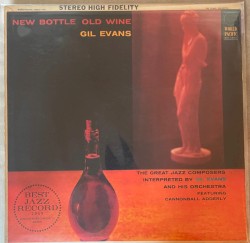 STEREO HIGH FIDELITY
NEW BOTTLE OLD WINE
GIL EVANS
THE GREAT JAZZ COMPOSERS
INTERPRETED BY GIL EVANS
AND HIS ORCHESTRA
FEATURING
CANNONBALL ADDERLY
BEST
JAZZ
RECORD